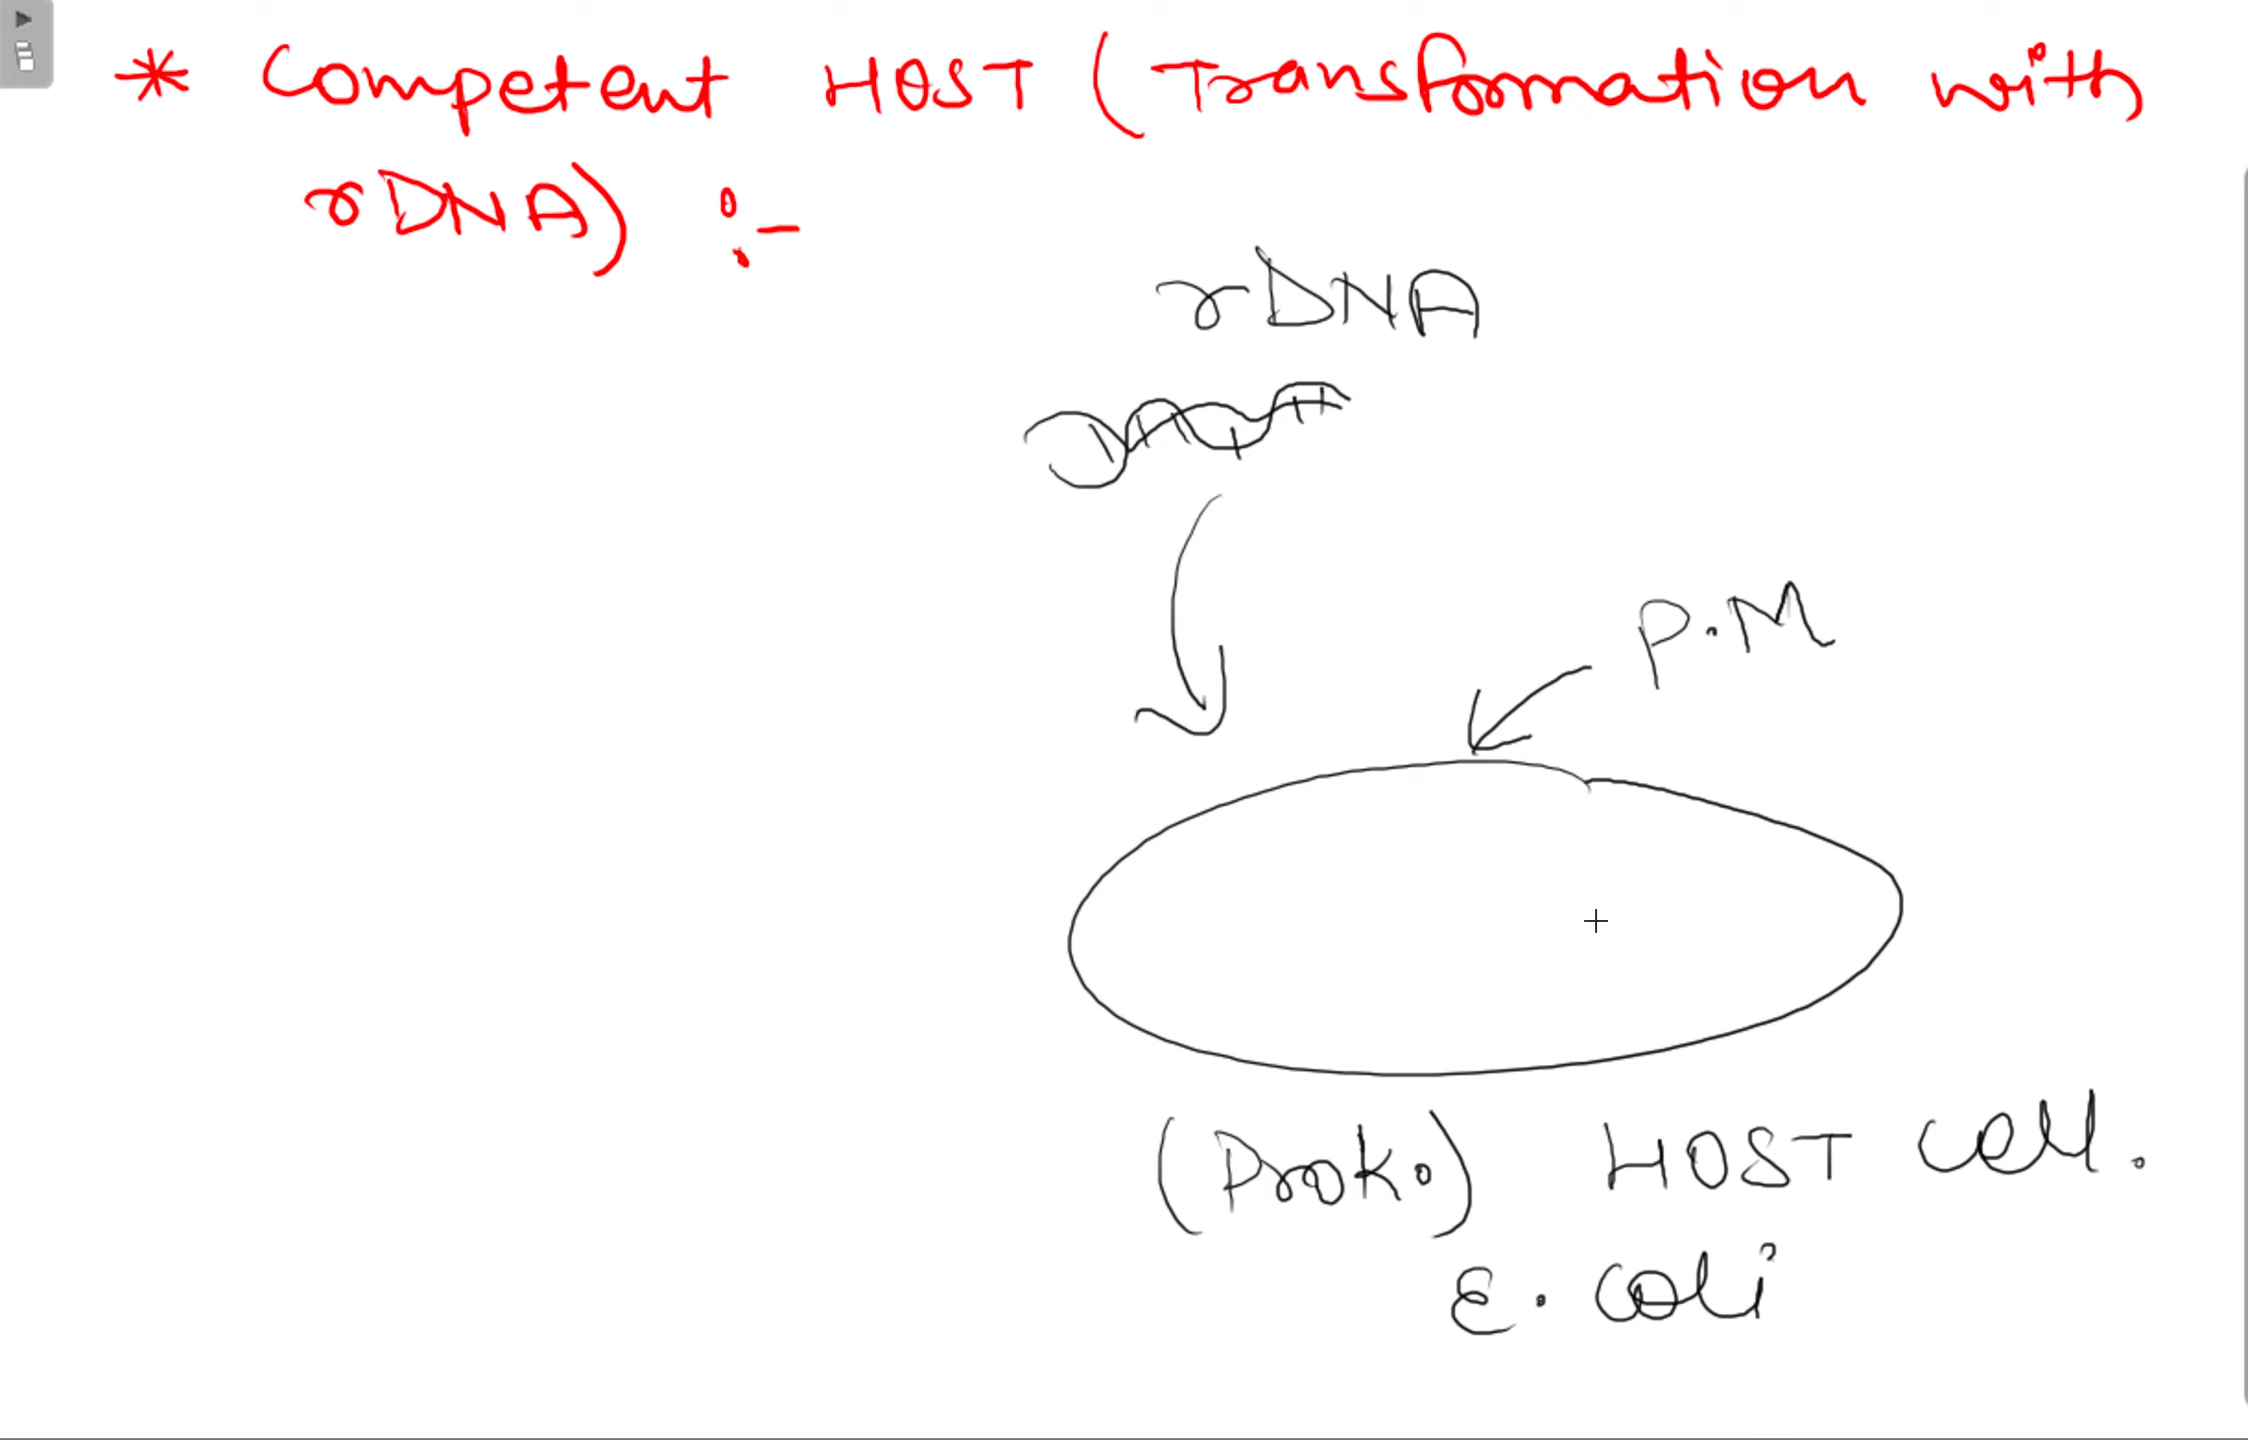 * Competent HOST (Transformation with
rDNA) :-
rDNA
P.M
(Proko) HOST cell.
E. coli